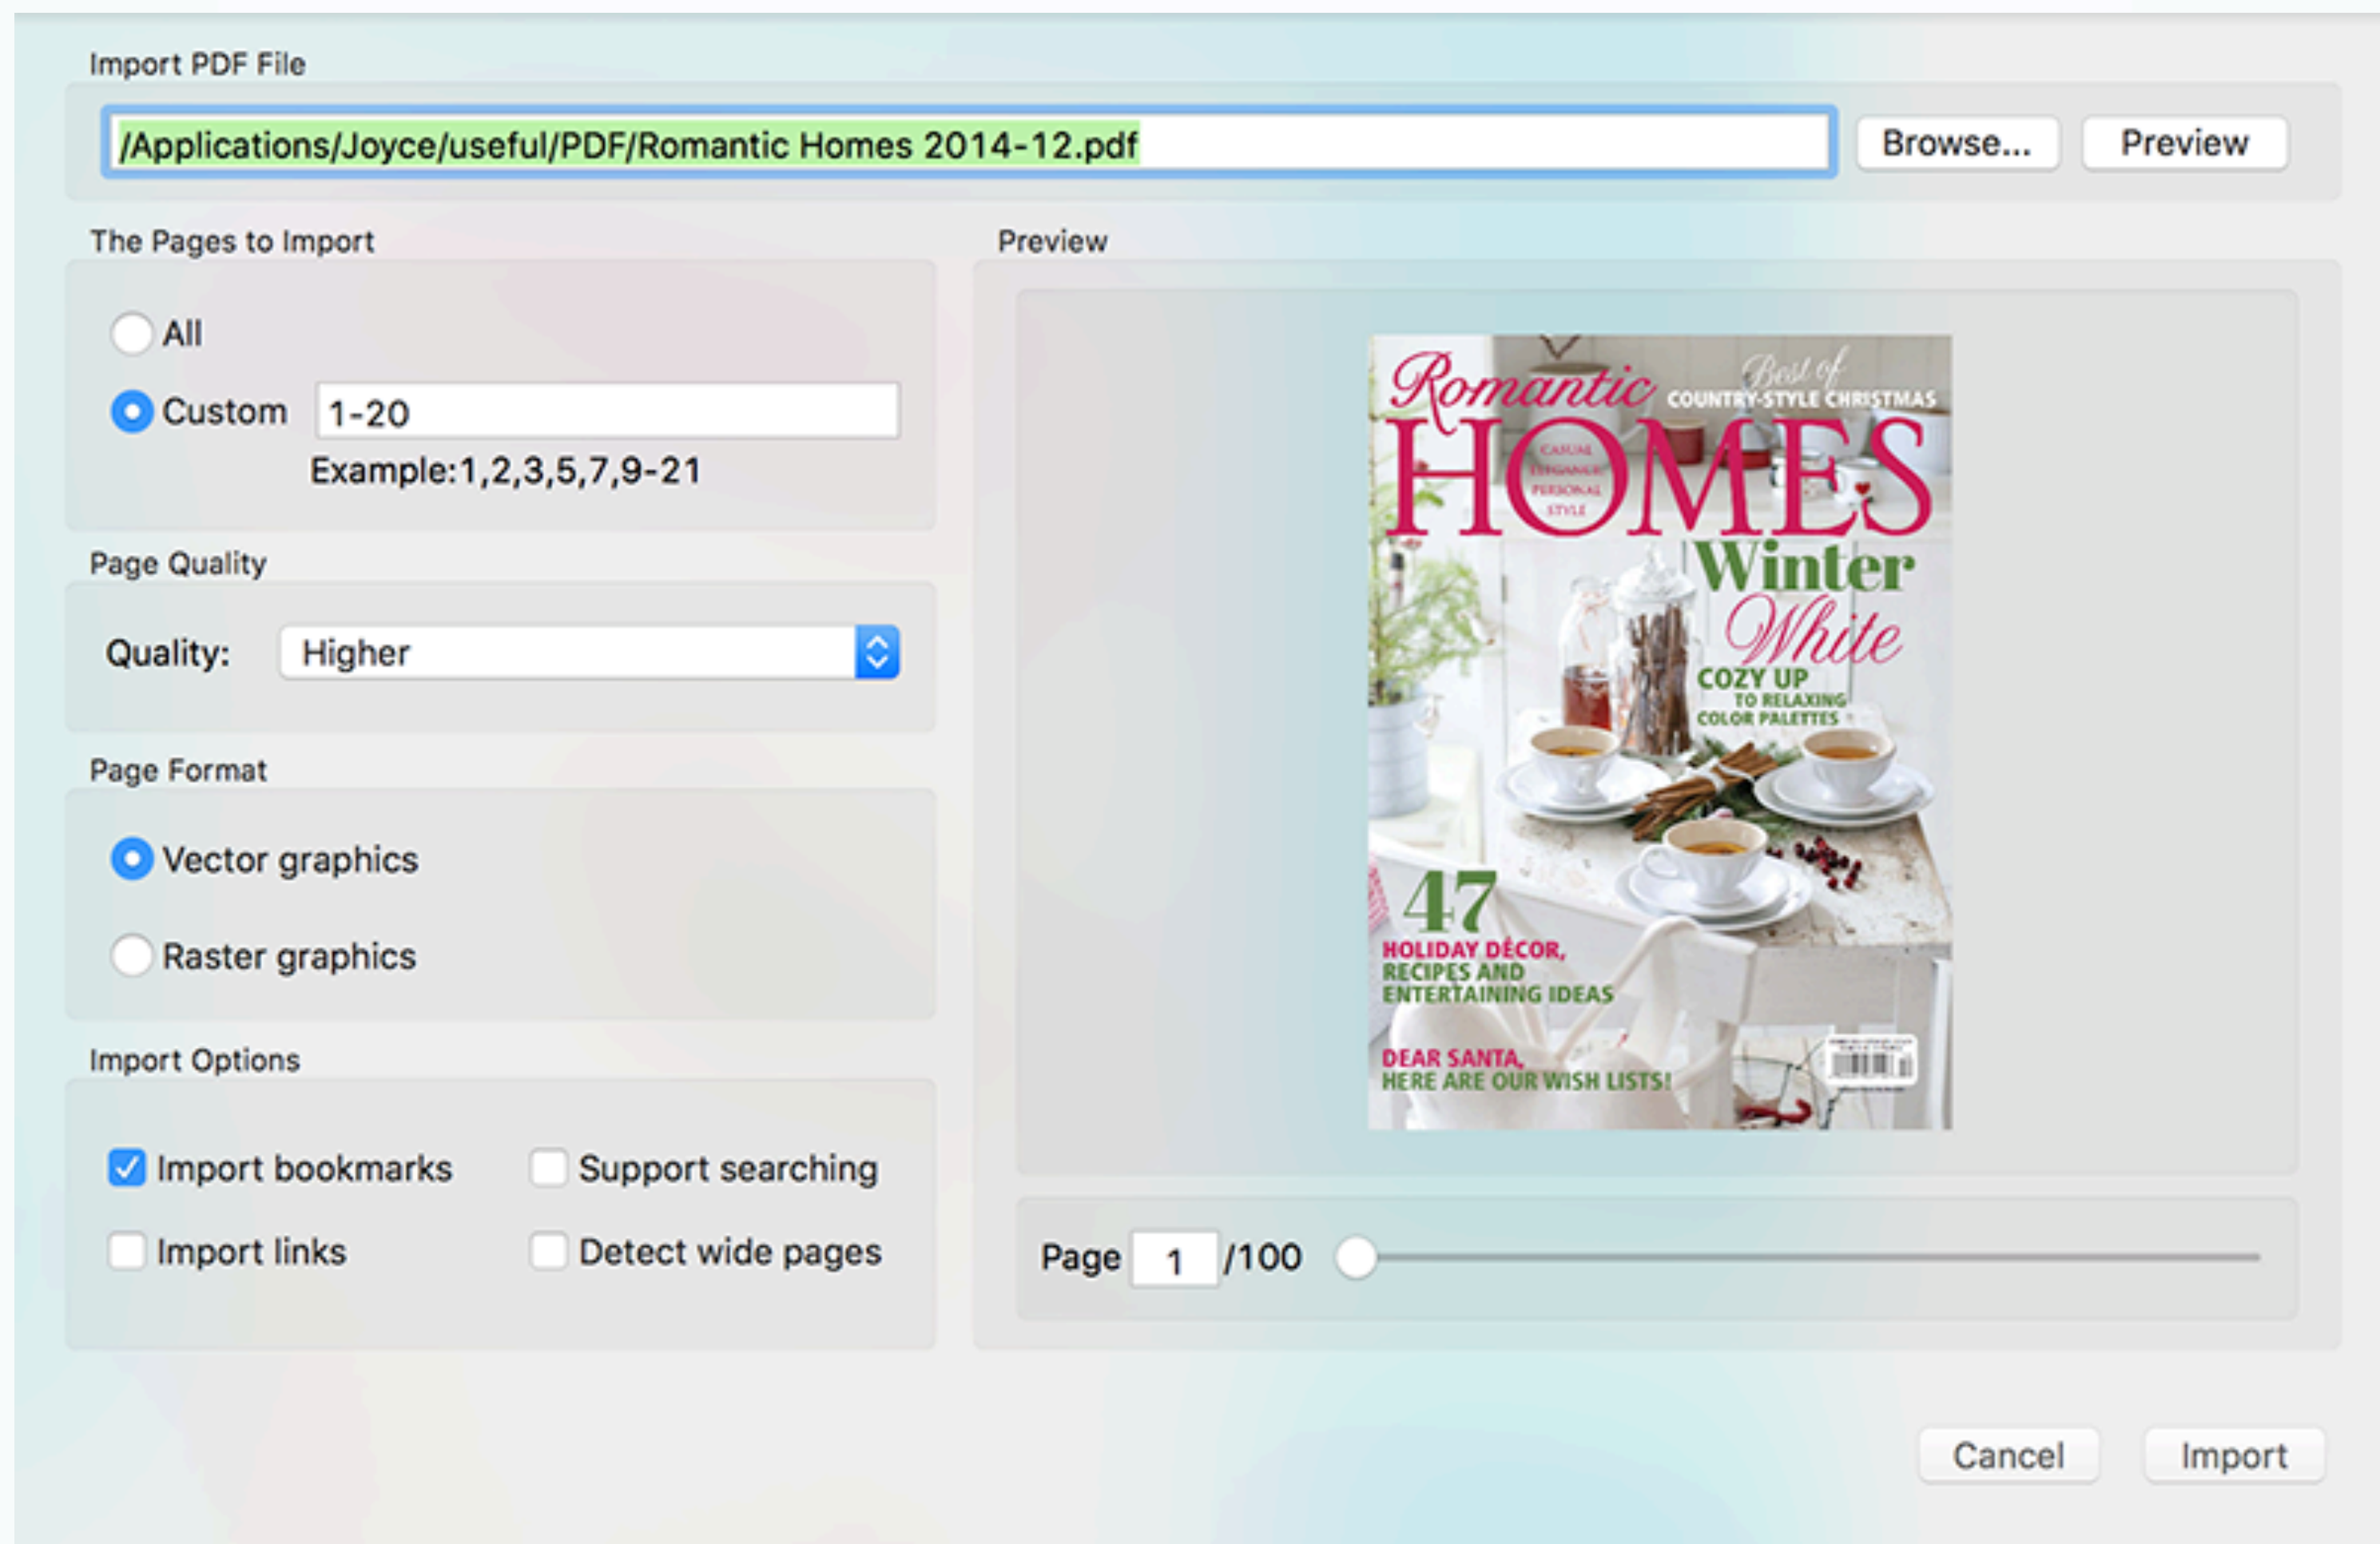 Import PDF File
/Applications/Joyce/useful/PDF/Romantic Homes 2014-12.pdf
Browse...
Preview
The Pages to Import
All
Custom
1-20
Example:1,2,3,5,7,9-21
Page Quality
Quality:
Higher
Page Format
Vector graphics
Raster graphics
Import Options
Import bookmarks
Support searching
Import links
Detect wide pages
Preview
Romantic
Best of
COUNTRY-STYLE CHRISTMAS
HOMES
CASUAL
ELEGANCE
PERSONAL
STYLE
Winter
White
COZY UP
TO RELAXING
COLOR PALETTES
47
HOLIDAY DÉCOR,
RECIPES AND
ENTERTAINING IDEAS
DEAR SANTA,
HERE ARE OUR WISH LISTS!
Page 1 /100
Cancel
Import